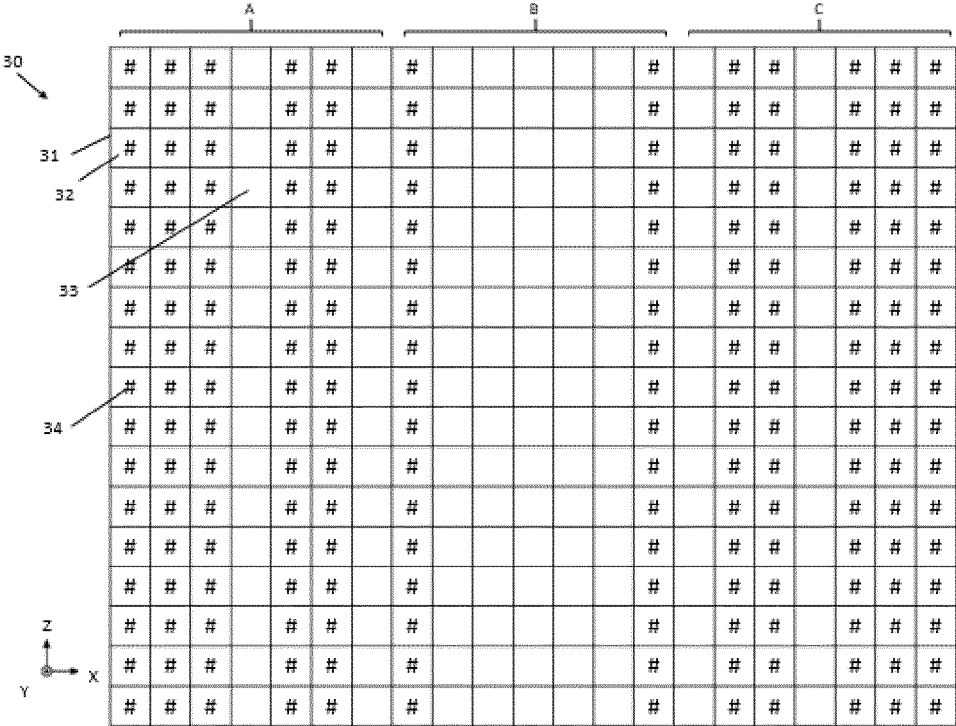 A B C
30 # # # # # # # # # # # #
# # # # # # # # # # # #
31 # # # # # # # # # # # #
32 # # # # # # # # # # # #
# # # # # # # # # # # #
# # # # # # # # # # # #
33
# # # # # # # # # # # #
# # # # # # # # # # # #
# # # # # # # # # # # #
34 # # # # # # # # # # # #
# # # # # # # # # # # #
# # # # # # # # # # # #
# # # # # # # # # # # #
# # # # # # # # # # # #
Z # # # # # # # # # # # #
X # # # # # # # # # # # #
Y # # # # # # # # # # # #